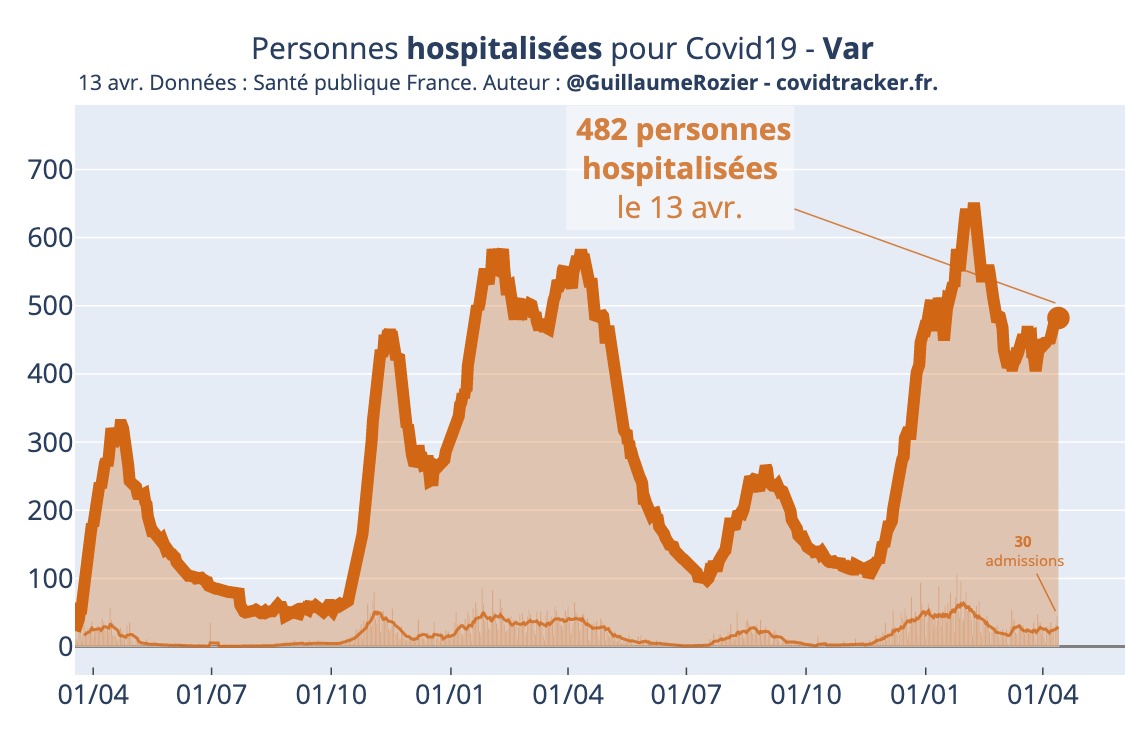 Personnes hospitalisées pour Covid19 - Var
13 avr. Données : Santé publique France. Auteur : @GuillaumeRozier - covidtracker.fr.
482 personnes
hospitalisées
le 13 avr.
700
600
500
400
300
200
100
0
30
admissions
01/04 01/07 01/10 01/01 01/04 01/07 01/10 01/01 01/04